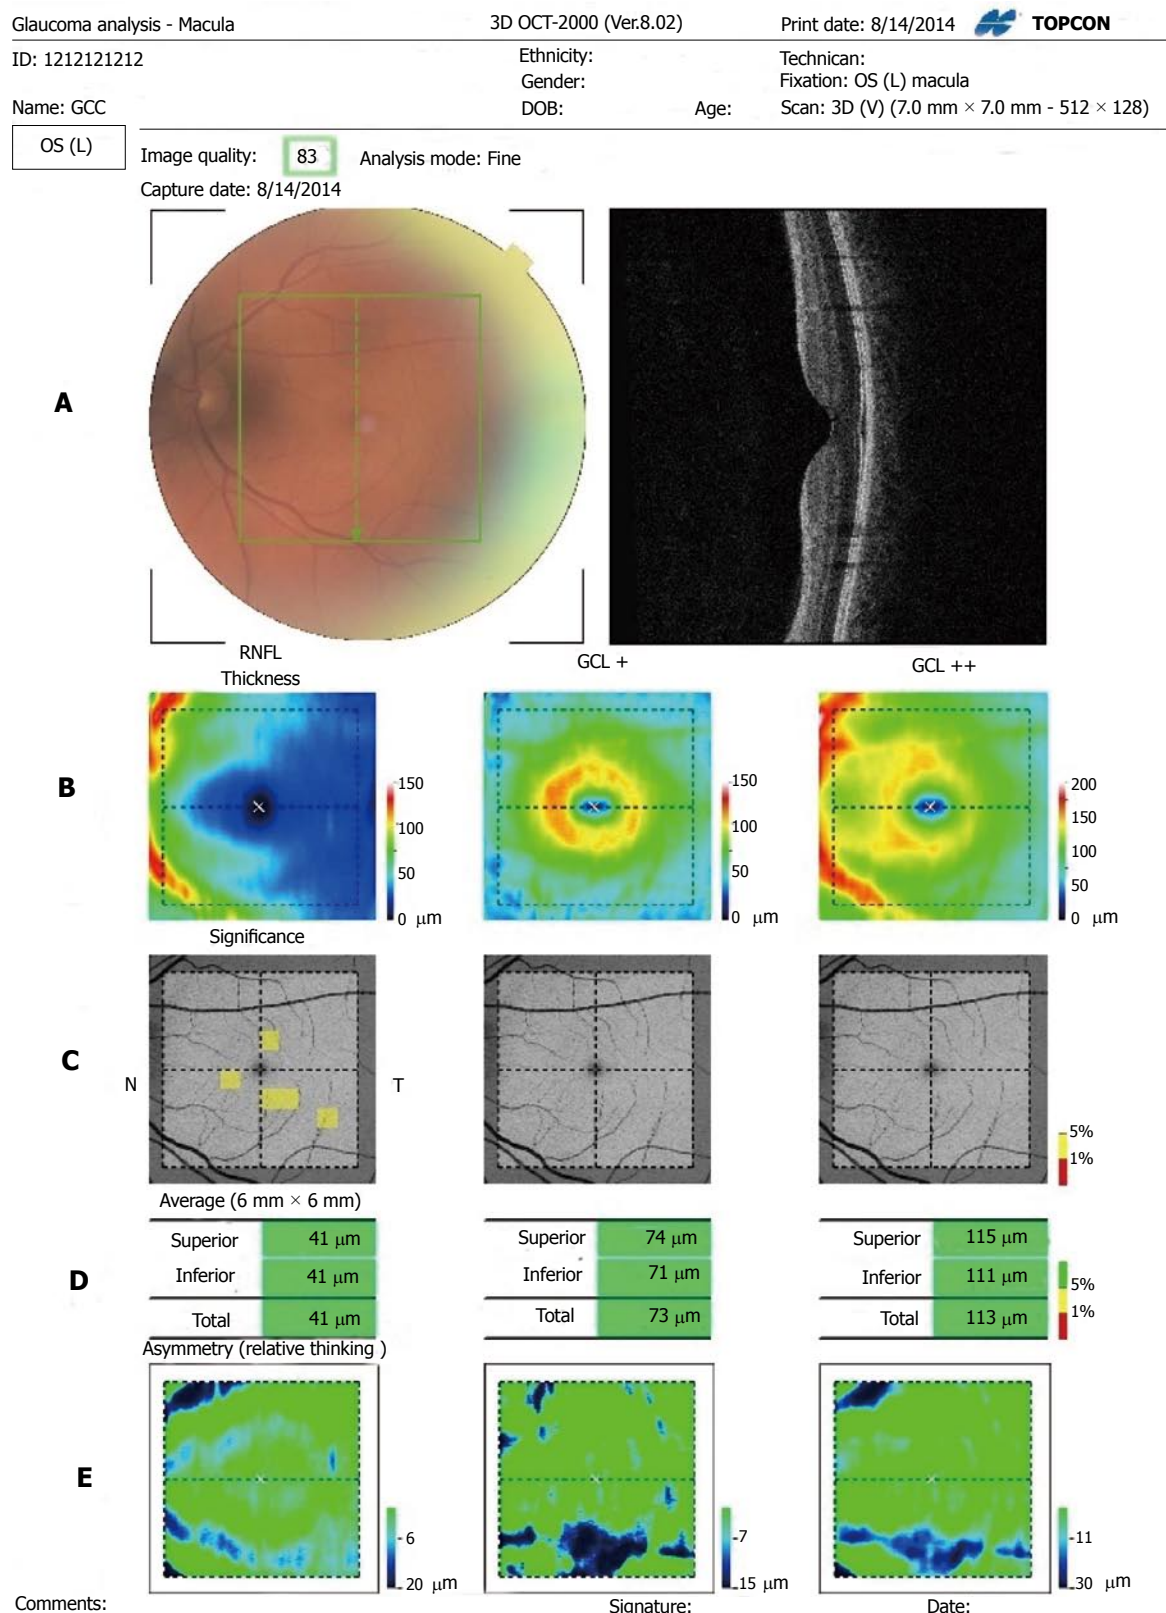 Glaucoma analysis - Macula 3D OCT-2000 (Ver.8.02) Print date: 8/14/2014 TOPCON
ID: 1212121212 Ethnicity: Technican:
Gender: Fixation: OS (L) macula
Name: GCC DOB: Age: Scan: 3D (V) (7.0 mm × 7.0 mm - 512 × 128)
OS (L)
Image quality: 83 Analysis mode: Fine
Capture date: 8/14/2014
A
RNFL GCL + GCL ++
Thickness
B
150 150 200
150
100 100 100
50 50 50
0 μm 0 μm 0 μm
Significance
C
N T
5%
1%
Average (6 mm × 6 mm)
D
Superior 41 μm Superior 74 μm Superior 115 μm
Inferior 41 μm Inferior 71 μm Inferior 111 μm
5%
1%
Total 41 μm Total 73 μm Total 113 μm
Asymmetry (relative thinking )
E
-6 -7 -11
-20 μm -15 μm -30 μm
Comments: Signature: Date: